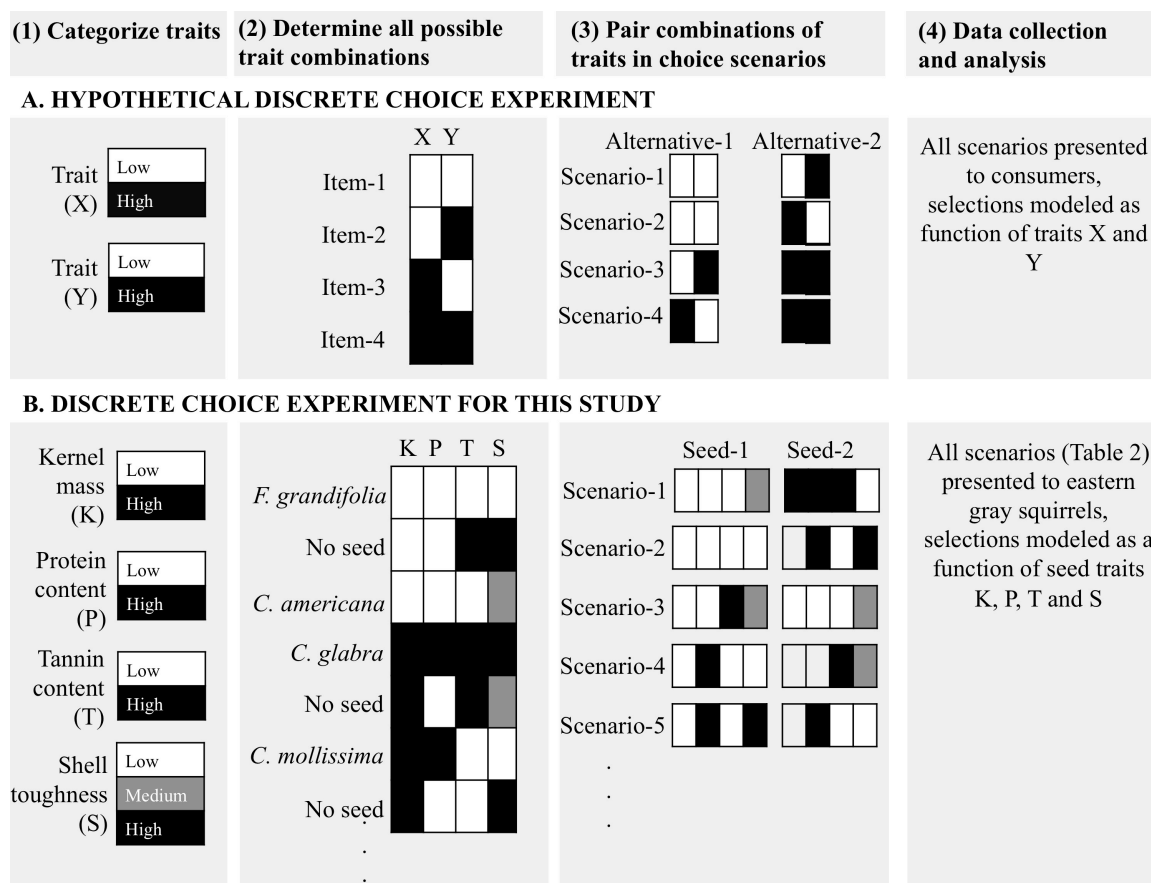 (1) Categorize traits
(2) Determine all possible
trait combinations
(3) Pair combinations of
traits in choice scenarios
(4) Data collection
and analysis
A. HYPOTHETICAL DISCRETE CHOICE EXPERIMENT
Trait
(X)
Low
High
Trait
(Y)
Low
High
X Y
Item-1
Item-2
Item-3
Item-4
Alternative-1 Alternative-2
Scenario-1
Scenario-2
Scenario-3
Scenario-4
All scenarios presented
to consumers,
selections modeled as
function of traits X and
Y
B. DISCRETE CHOICE EXPERIMENT FOR THIS STUDY
Kernel
mass
(K)
Low
High
Protein
content
(P)
Low
High
Tannin
content
(T)
Low
High
Shell
toughness
(S)
Low
Medium
High
K P T S
F. grandifolia
No seed
C. americana
C. glabra
No seed
C. mollissima
No seed
.
.
.
Seed-1 Seed-2
Scenario-1
Scenario-2
Scenario-3
Scenario-4
Scenario-5
.
.
.
All scenarios (Table 2)
presented to eastern
gray squirrels,
selections modeled as a
function of seed traits
K, P, T and S